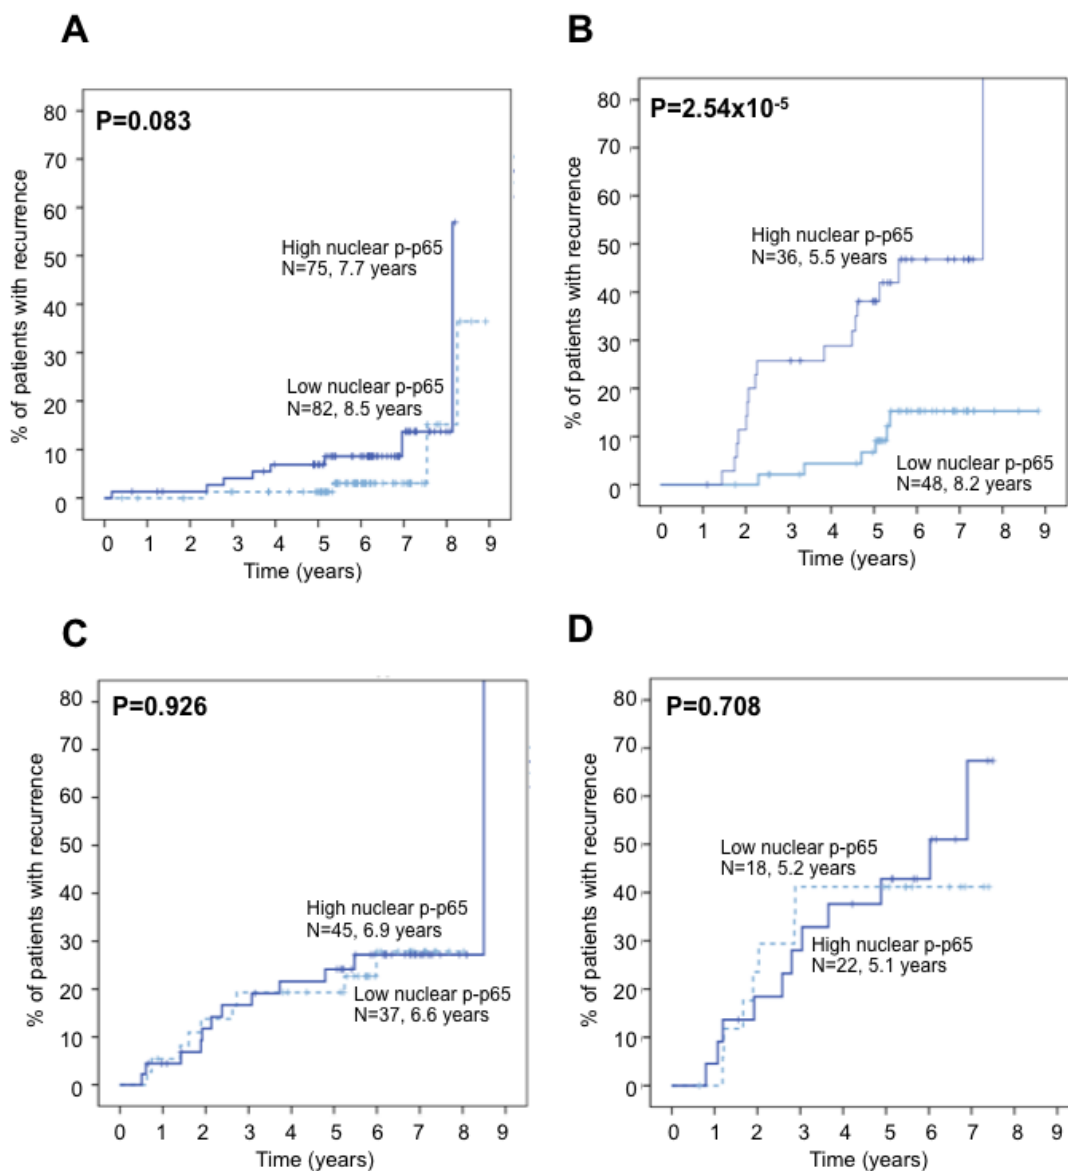 A
P=0.083
% of patients with recurrence
80
70
60
50
40
30
20
10
0
High nuclear p-p65
N=75, 7.7 years
Low nuclear p-p65
N=82, 8.5 years
0 1 2 3 4 5 6 7 8 9
Time (years)
B
P=2.54x10⁻⁵
% of patients with recurrence
80
70
60
50
40
30
20
10
0
High nuclear p-p65
N=36, 5.5 years
Low nuclear p-p65
N=48, 8.2 years
0 1 2 3 4 5 6 7 8 9
Time (years)
C
P=0.926
% of patients with recurrence
80
70
60
50
40
30
20
10
0
High nuclear p-p65
N=45, 6.9 years
Low nuclear p-p65
N=37, 6.6 years
0 1 2 3 4 5 6 7 8 9
Time (years)
D
P=0.708
% of patients with recurrence
80
70
60
50
40
30
20
10
0
Low nuclear p-p65
N=18, 5.2 years
High nuclear p-p65
N=22, 5.1 years
0 1 2 3 4 5 6 7 8 9
Time (years)